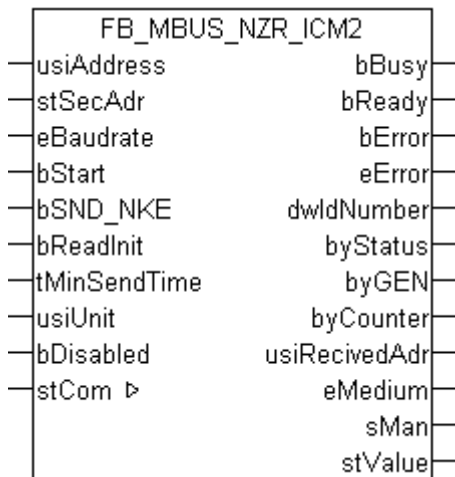 FB_MBUS_NZR_ICM2
usiAddress bBusy
stSecAdr bReady
eBaudrate bError
bStart eError
bSND_NKE dwIdNumber
bReadInit byStatus
tMinSendTime byGEN
usiUnit byCounter
bDisabled usiRecivedAdr
stCom ▷ eMedium
sMan
stValue